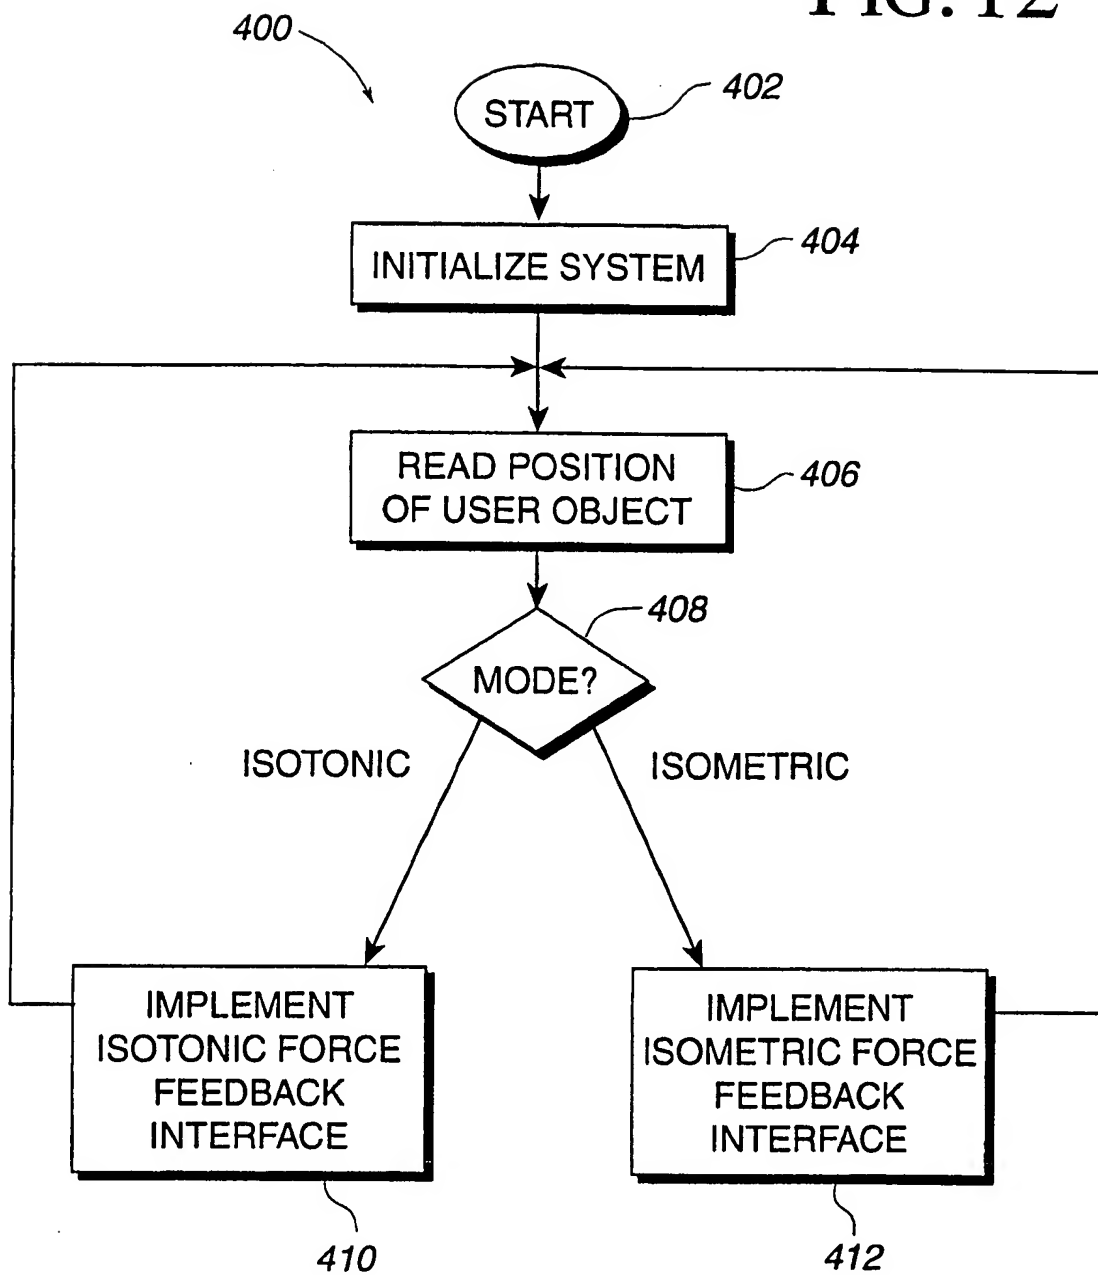 FIG. 12
400
START
402
INITIALIZE SYSTEM
404
READ POSITION
OF USER OBJECT
406
408
MODE?
ISOTONIC
ISOMETRIC
IMPLEMENT
ISOTONIC FORCE
FEEDBACK
INTERFACE
IMPLEMENT
ISOMETRIC FORCE
FEEDBACK
INTERFACE
410
412